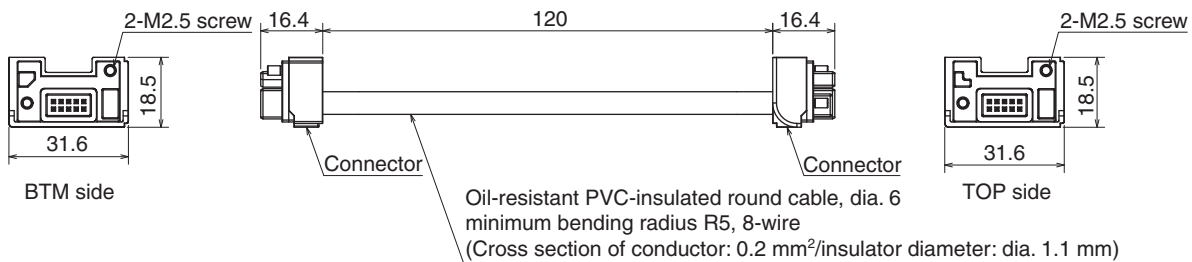 2-M2.5 screw
16.4
120
16.4
2-M2.5 screw
18.5
31.6
BTM side
Connector
Connector
18.5
31.6
TOP side
Oil-resistant PVC-insulated round cable, dia. 6
minimum bending radius R5, 8-wire
(Cross section of conductor: 0.2 mm²/insulator diameter: dia. 1.1 mm)